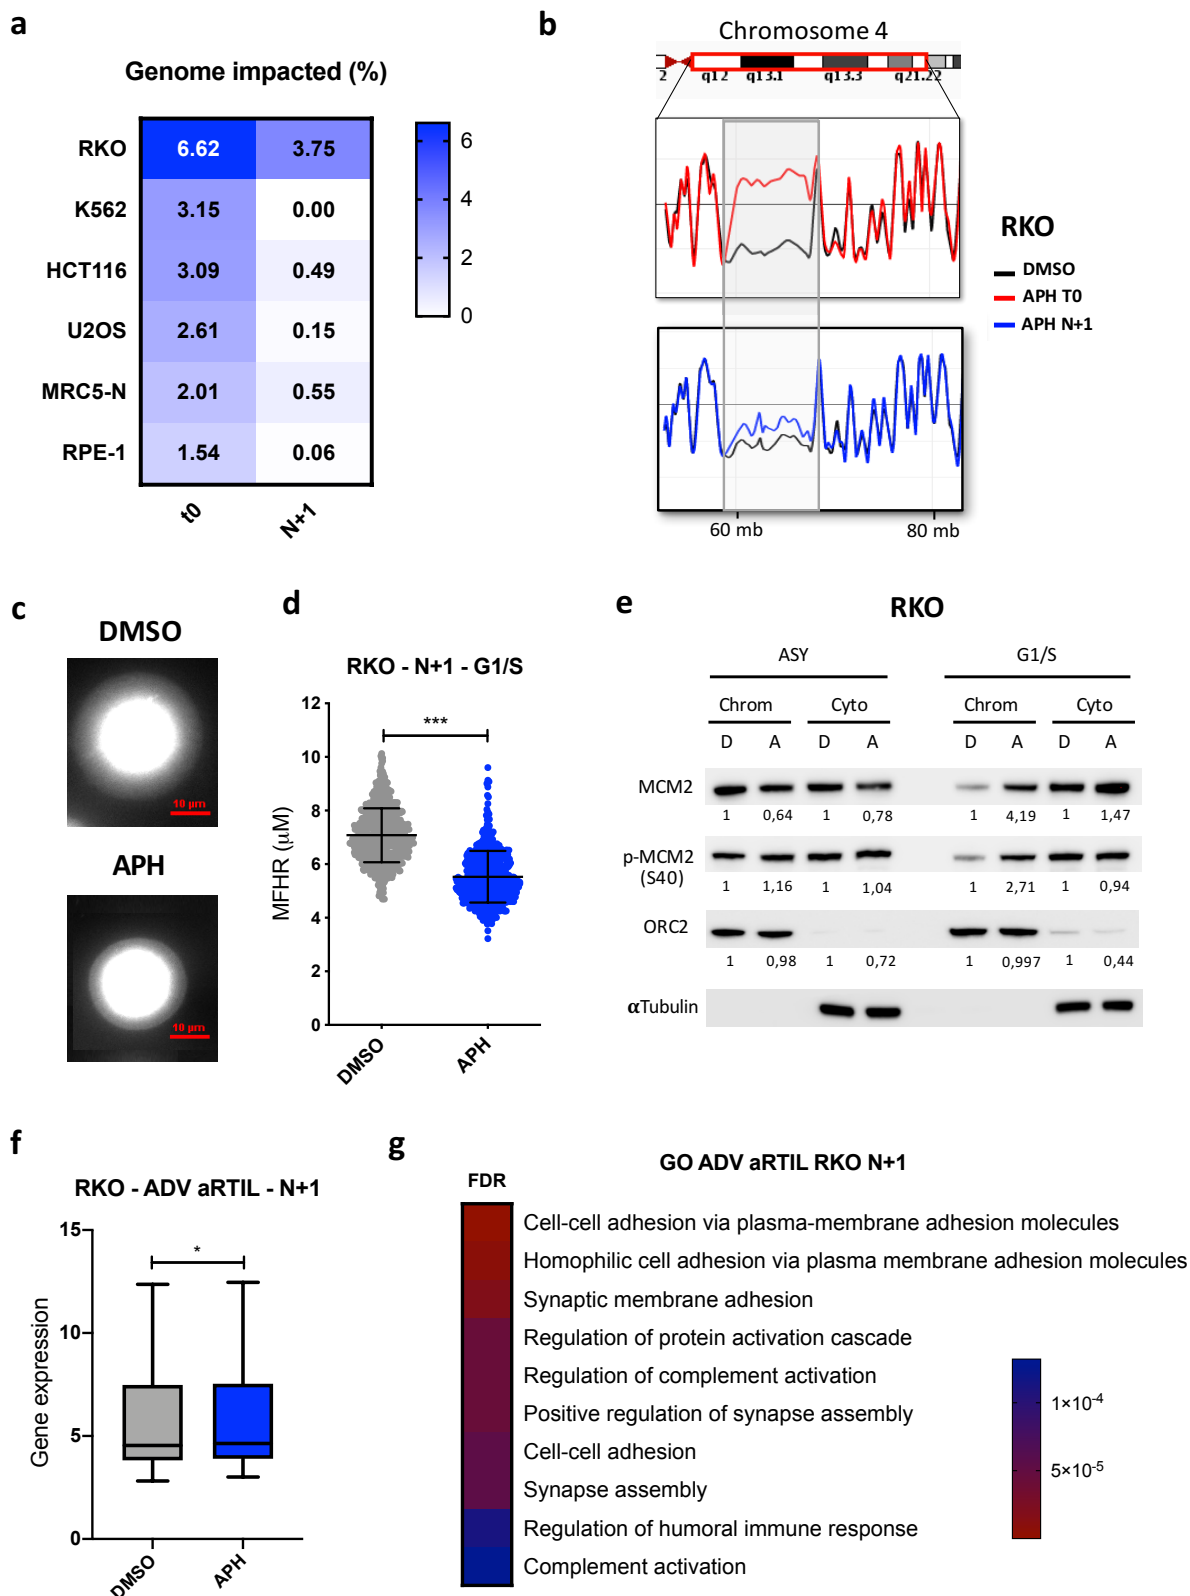 a
Genome impacted (%)
RKO 6.62 3.75
K562 3.15 0.00
HCT116 3.09 0.49
U2OS 2.61 0.15
MRC5-N 2.01 0.55
RPE-1 1.54 0.06
t0 N+1
6
4
2
0
b
Chromosome 4
2 q12 q13.1 q13.3 q21.22
RKO
DMSO
APH T0
APH N+1
60 mb 80 mb
c
DMSO
10 µm
APH
10 µm
d
RKO - N+1 - G1/S
MFHR (µM)
12
10
8
6
4
2
0
***
DMSO APH
e
RKO
ASY G1/S
Chrom Cyto Chrom Cyto
D A D A D A D A
MCM2
1 0,64 1 0,78 1 4,19 1 1,47
p-MCM2
(S40)
1 1,16 1 1,04 1 2,71 1 0,94
ORC2
1 0,98 1 0,72 1 0,997 1 0,44
αTubulin
f
RKO - ADV aRTIL - N+1
Gene expression
15
10
5
0
*
DMSO APH
g
GO ADV aRTIL RKO N+1
FDR
Cell-cell adhesion via plasma-membrane adhesion molecules
Homophilic cell adhesion via plasma membrane adhesion molecules
Synaptic membrane adhesion
Regulation of protein activation cascade
Regulation of complement activation
Positive regulation of synapse assembly
Cell-cell adhesion
Synapse assembly
Regulation of humoral immune response
Complement activation
1×10⁻⁴
5×10⁻⁵